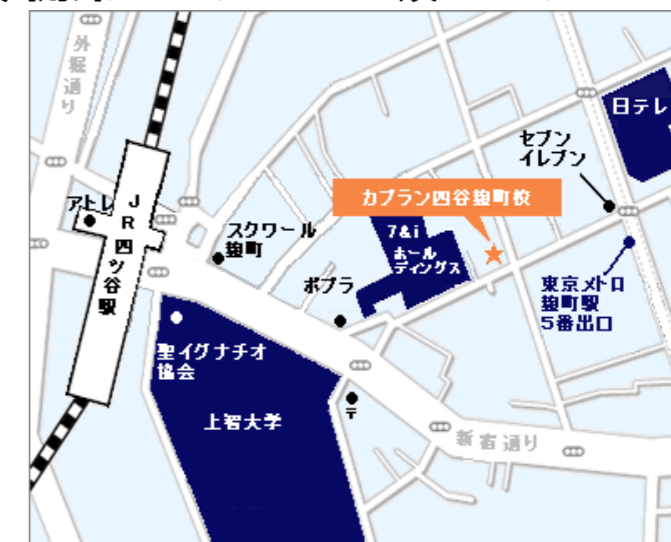 外堀通り
日テレ
セブン
イレブン
カプラン四谷麹町校
アトレ
JR四ツ谷駅
スクワール
麹町
7&i
ホール
ディングス
ポプラ
東京メトロ
麹町駅
5番出口
聖イグナチオ
協会
上智大学
〒
新宿通り